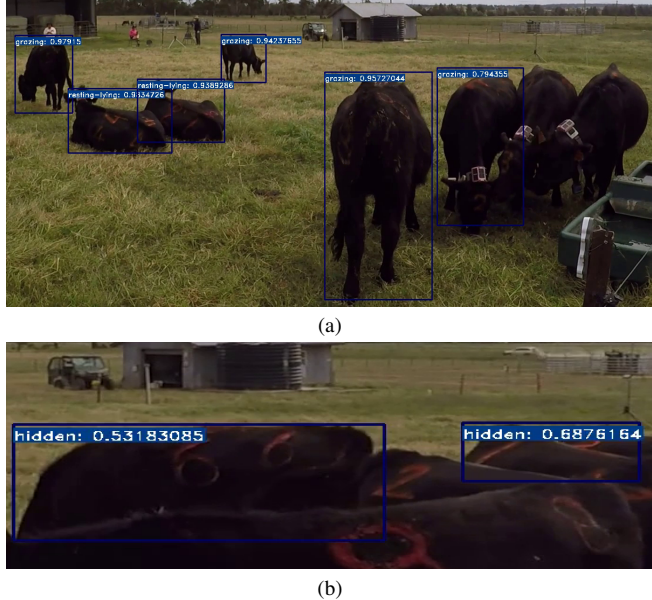 grazing: 0.97915
grazing: 0.94237655
resting-lying: 0.9389286
resting-lying: 0.9334726
grazing: 0.95727044
grazing: 0.794355
(a)
hidden: 0.53183085
hidden: 0.6876164
(b)